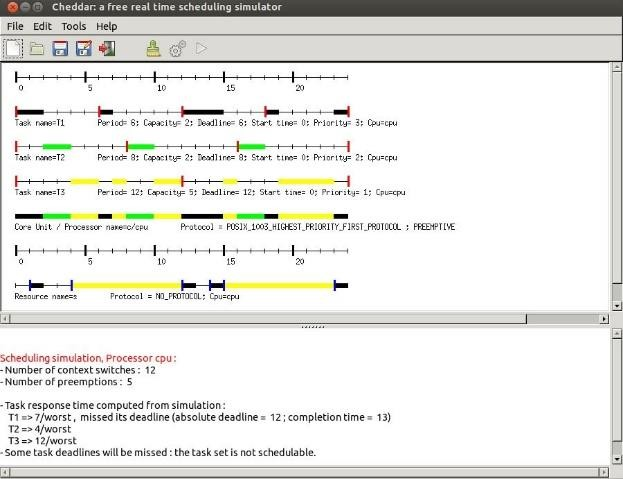 Cheddar: a free real time scheduling simulator
File Edit Tools Help
0 5 10 15 20
Task name=T1 Period= 6; Capacity= 2; Deadline= 6; Start time= 0; Priority= 3; Cpu=cpu
Task name=T2 Period= 8; Capacity= 2; Deadline= 8; Start time= 0; Priority= 2; Cpu=cpu
Task name=T3 Period= 12; Capacity= 5; Deadline= 12; Start time= 0; Priority= 1; Cpu=cpu
Core Unit / Processor name=c/cpu Protocol = POSIX_1003_HIGHEST_PRIORITY_FIRST_PROTOCOL ; PREEMPTIVE
0 5 10 15 20
Resource name=s Protocol = NO_PROTOCOL; Cpu=cpu
Scheduling simulation, Processor cpu :
- Number of context switches : 12
- Number of preemptions : 5
- Task response time computed from simulation :
T1 => 7/worst , missed its deadline (absolute deadline = 12 ; completion time = 13)
T2 => 4/worst
T3 => 12/worst
- Some task deadlines will be missed : the task set is not schedulable.